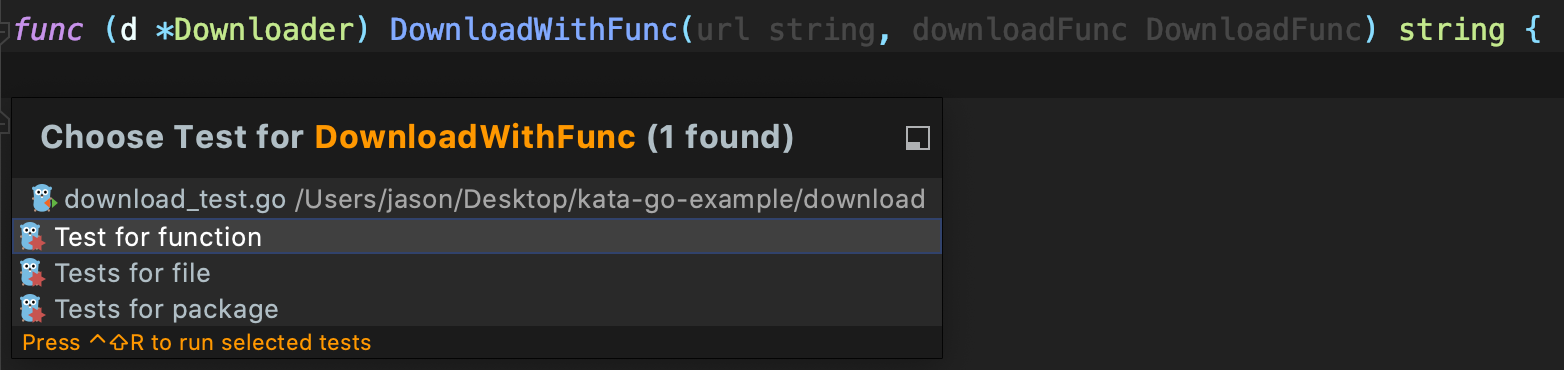 func (d *Downloader) DownloadWithFunc(url string, downloadFunc DownloadFunc) string {
Choose Test for DownloadWithFunc (1 found)
download_test.go /Users/jason/Desktop/kata-go-example/download
Test for function
Tests for file
Tests for package
Press ^⇧R to run selected tests